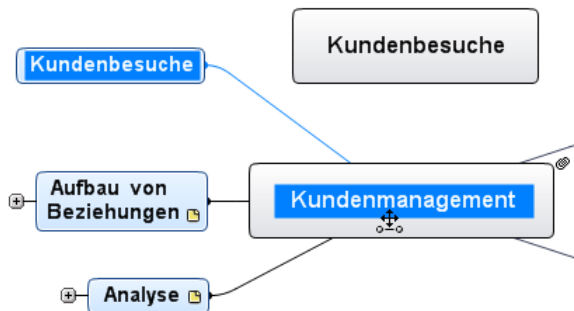 Kundenbesuche
Kundenbesuche
Aufbau von
Beziehungen
Kundenmanagement
Analyse